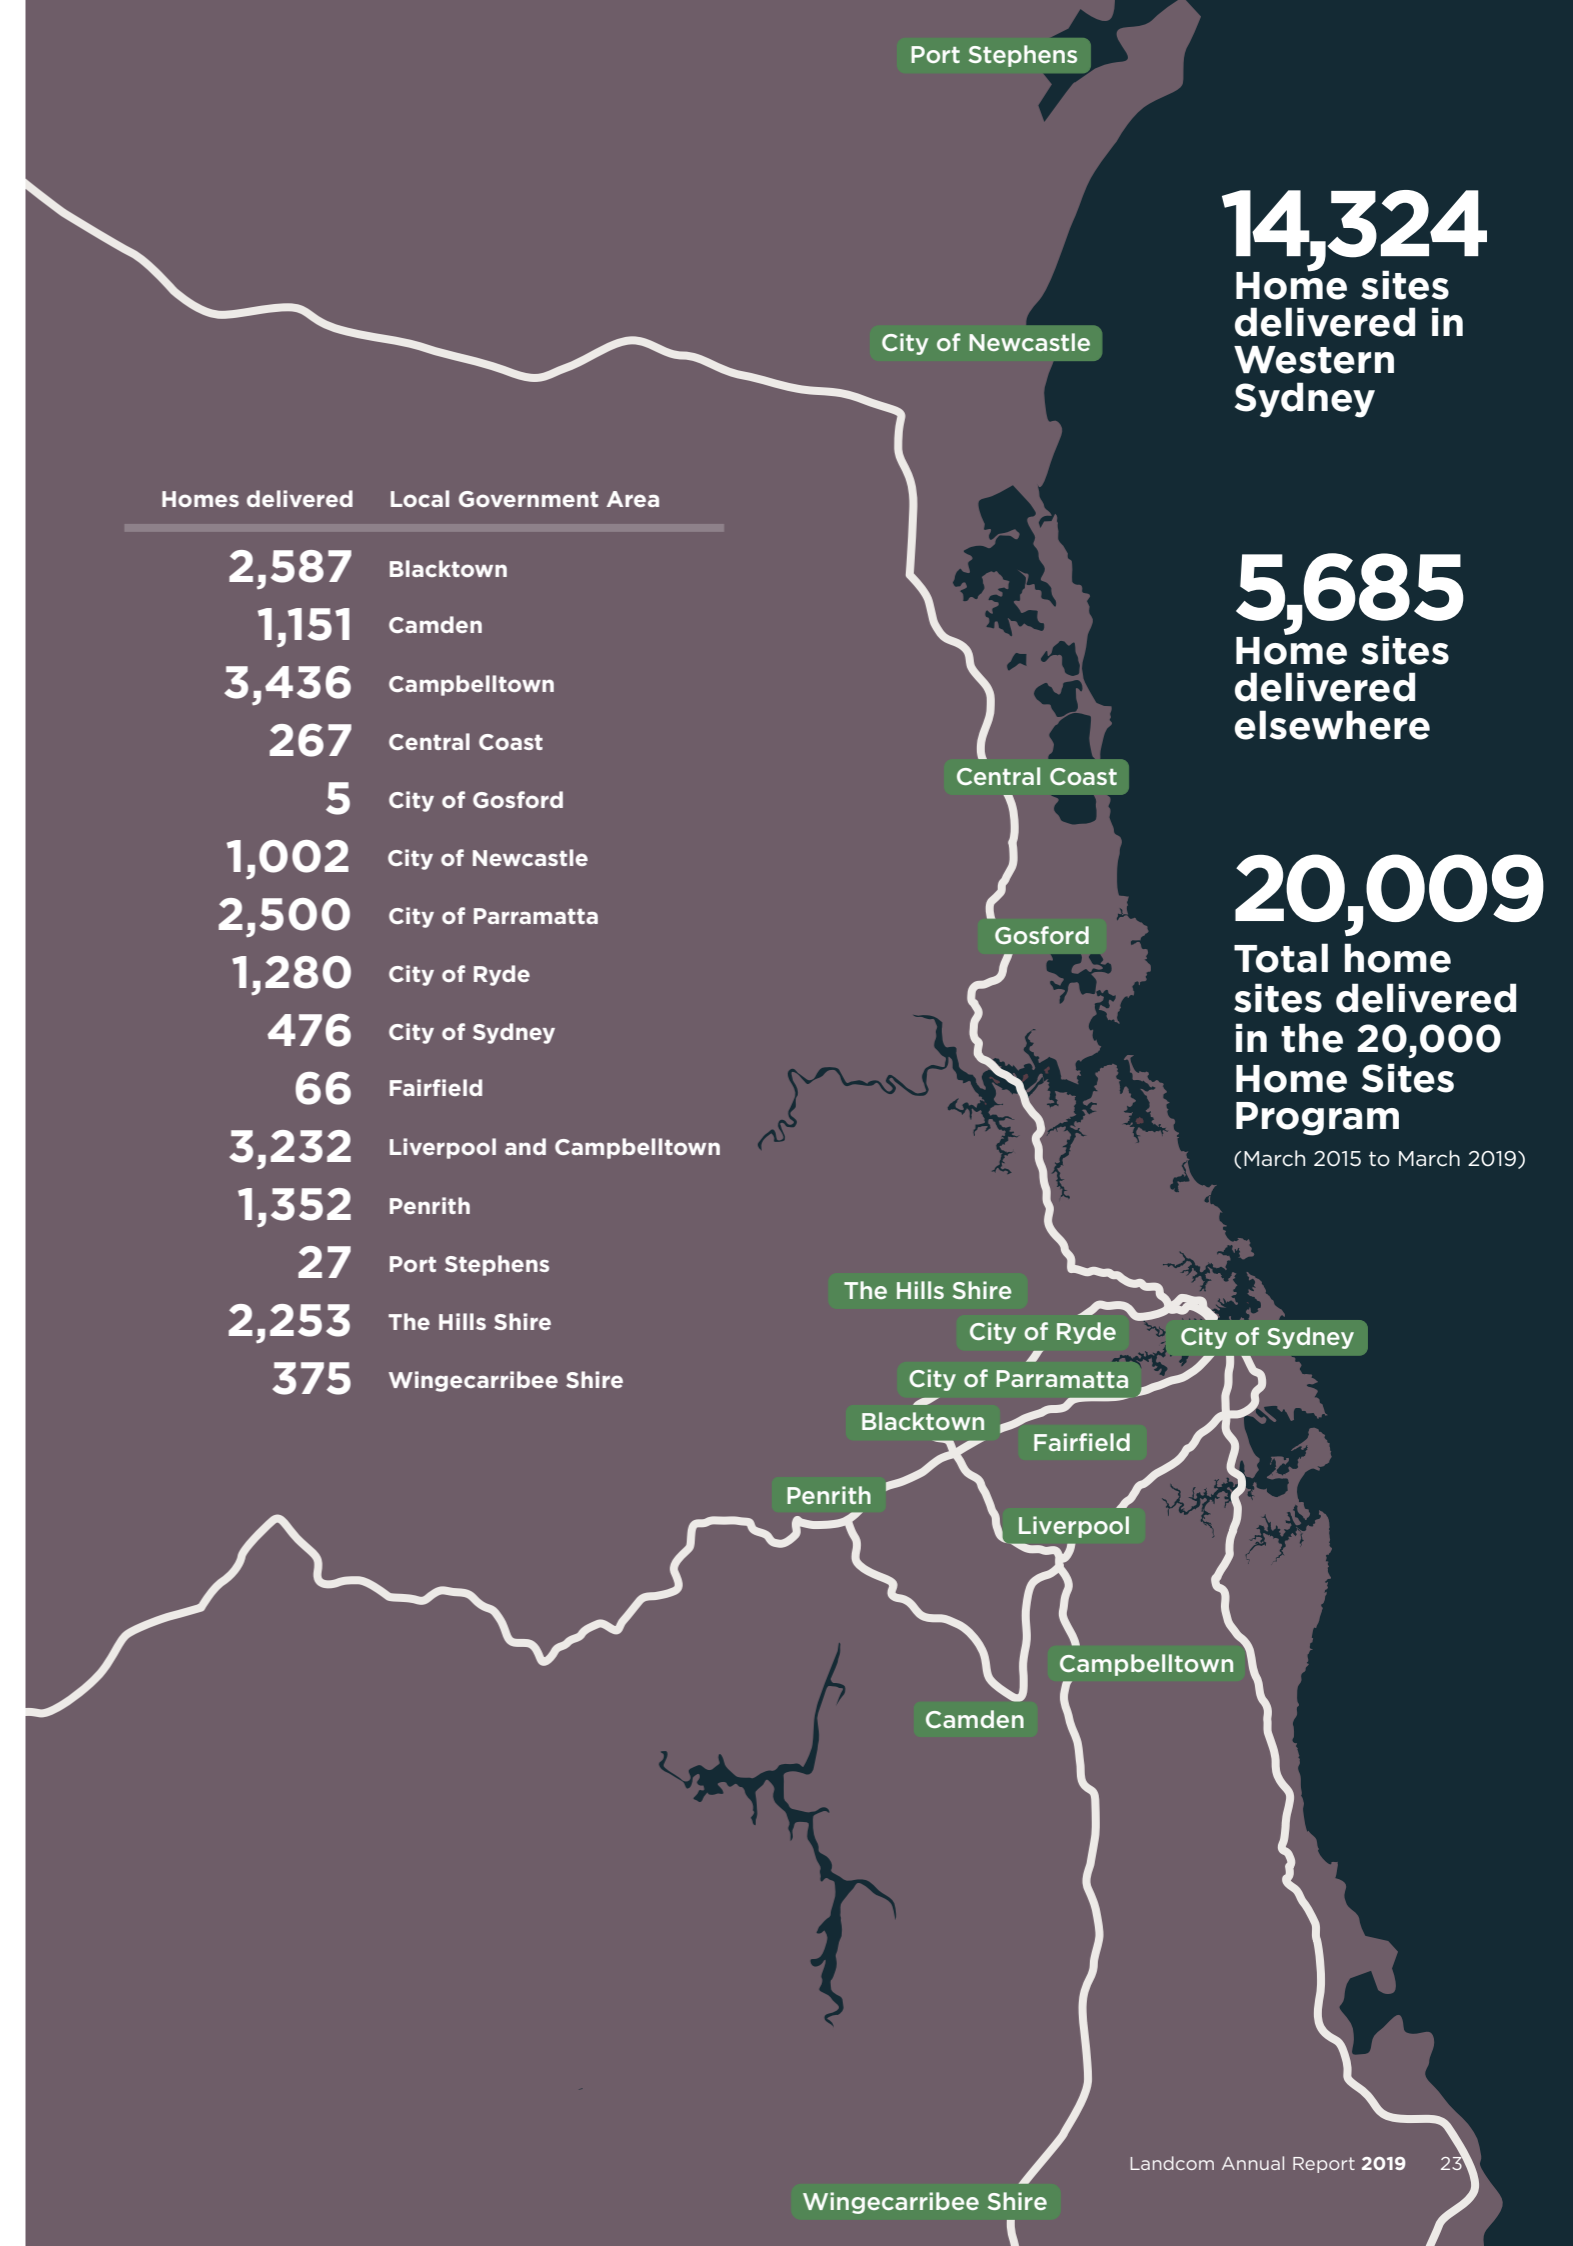 Port Stephens
14,324
Home sites
delivered in
Western
Sydney
City of Newcastle
Homes delivered Local Government Area
2,587 Blacktown
1,151 Camden
3,436 Campbelltown
267 Central Coast
5 City of Gosford
1,002 City of Newcastle
2,500 City of Parramatta
1,280 City of Ryde
476 City of Sydney
66 Fairfield
3,232 Liverpool and Campbelltown
1,352 Penrith
27 Port Stephens
2,253 The Hills Shire
375 Wingecarribee Shire
5,685
Home sites
delivered
elsewhere
Central Coast
20,009
Total home
sites delivered
in the 20,000
Home Sites
Program
(March 2015 to March 2019)
Gosford
The Hills Shire
City of Ryde
City of Sydney
City of Parramatta
Blacktown
Fairfield
Penrith
Liverpool
Campbelltown
Camden
Landcom Annual Report 2019 23
Wingecarribee Shire